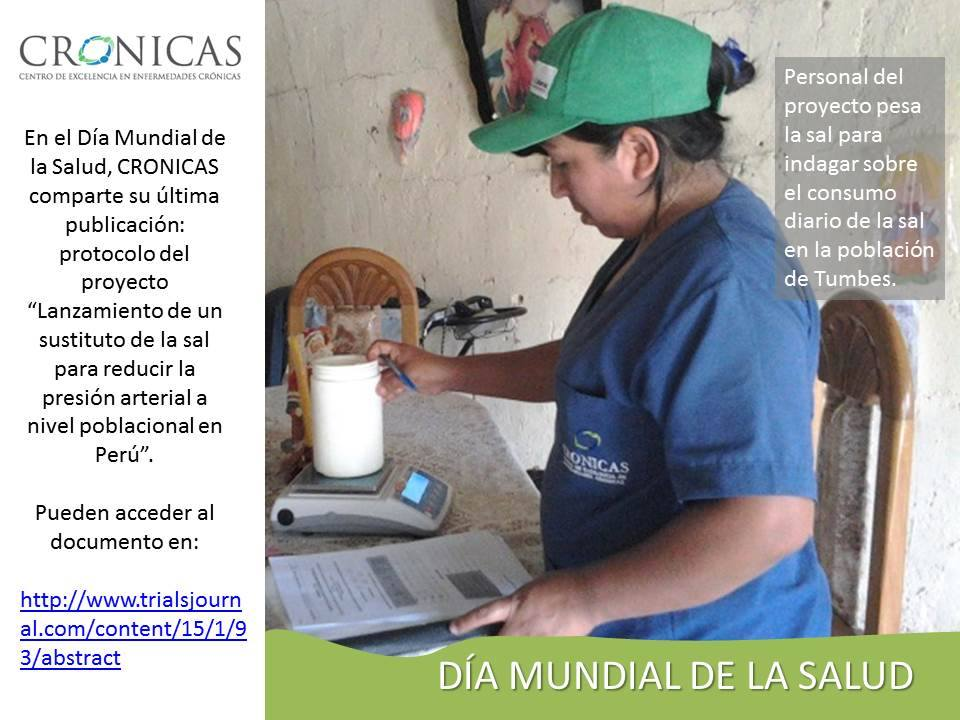 CRONICAS
CENTRO DE EXCELENCIA EN ENFERMEDADES CRÓNICAS
En el Día Mundial de
la Salud, CRONICAS
comparte su última
publicación:
protocolo del
proyecto
“Lanzamiento de un
sustituto de la sal
para reducir la
presión arterial a
nivel poblacional en
Perú”.
Pueden acceder al
documento en:
http://www.trialsjourn
al.com/content/15/1/9
3/abstract
Personal del
proyecto pesa
la sal para
indagar sobre
el consumo
diario de la sal
en la población
de Tumbes.
CRONICAS
DÍA MUNDIAL DE LA SALUD